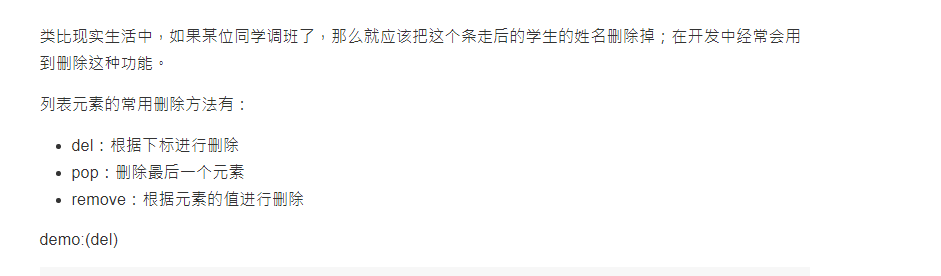 类比现实生活中，如果某位同学调班了，那么就应该把这个条走后的学生的姓名删除掉；在开发中经常会用
到删除这种功能。
列表元素的常用删除方法有：
• del：根据下标进行删除
• pop：删除最后一个元素
• remove：根据元素的值进行删除
demo:(del)